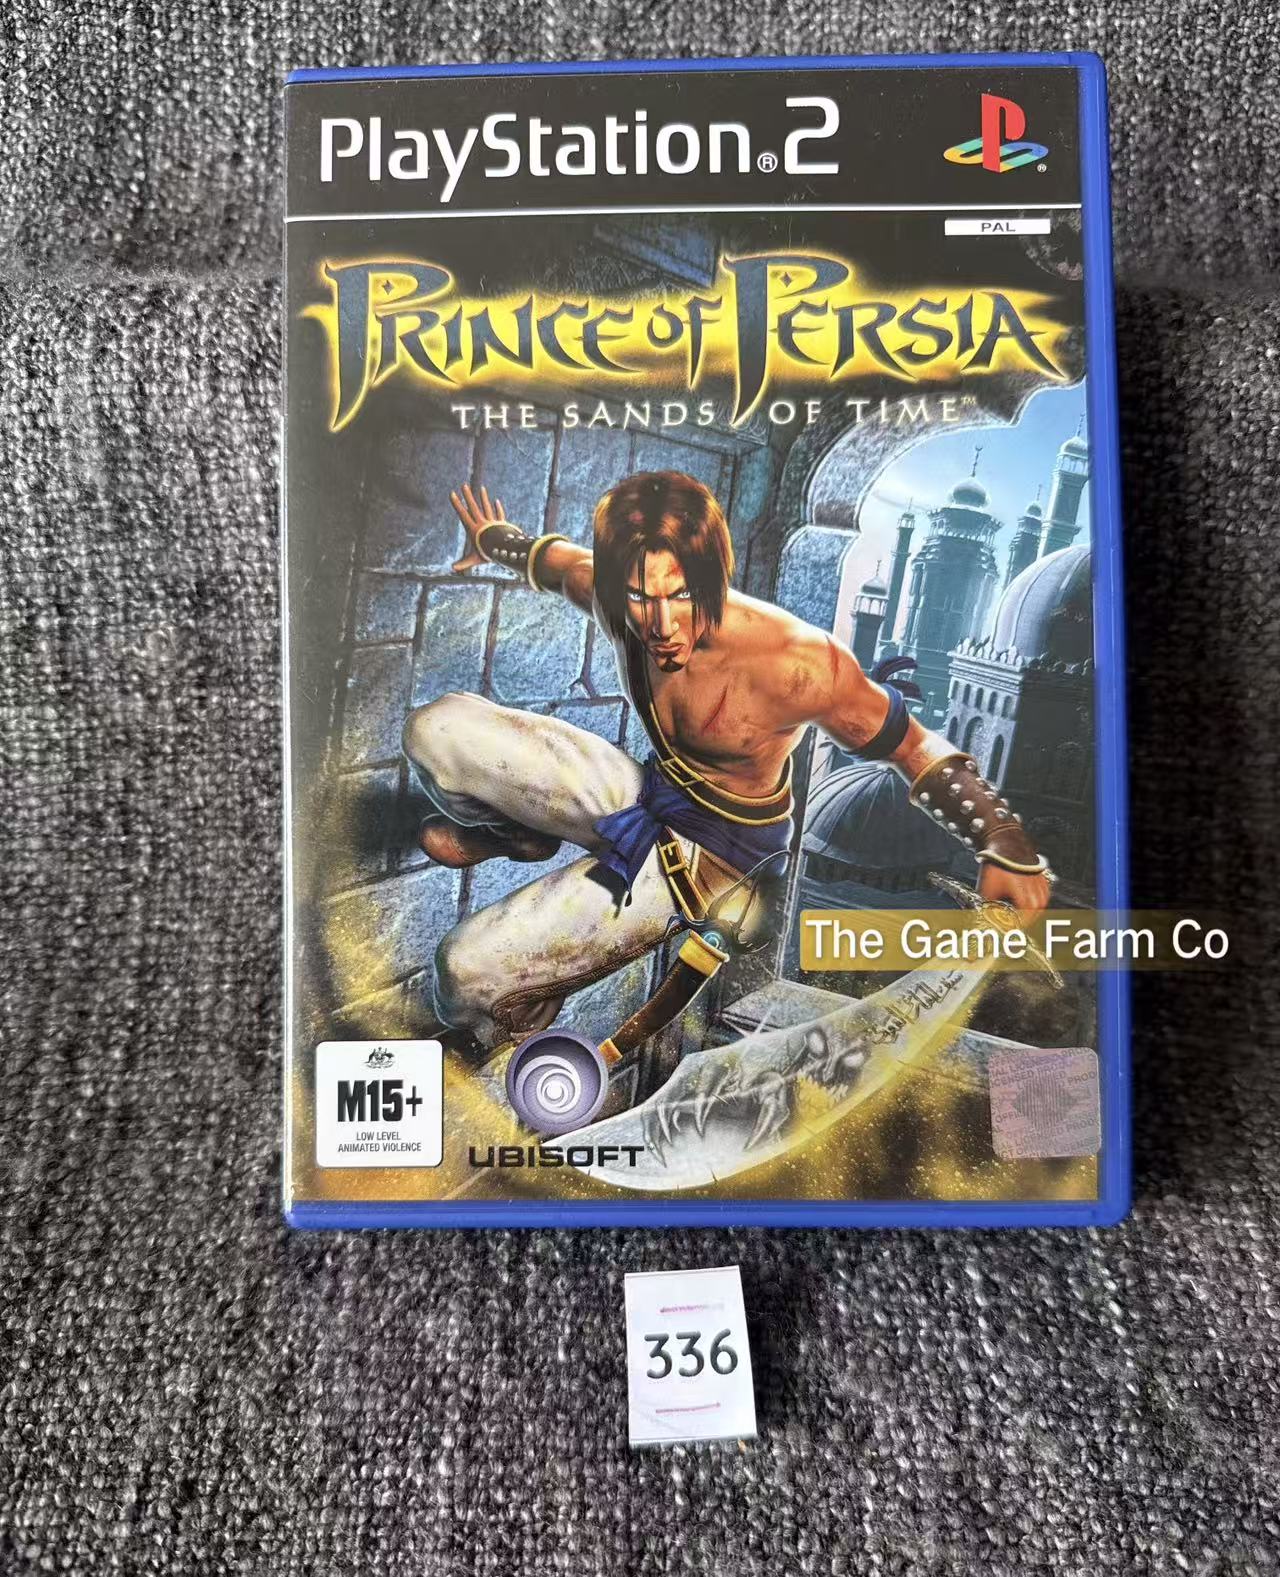 PlayStation®2
PAL
PRINCE OF PERSIA
THE SANDS OF TIME™
The Game Farm Co
M15+
LOW LEVEL
ANIMATED VIOLENCE
UBISOFT
336